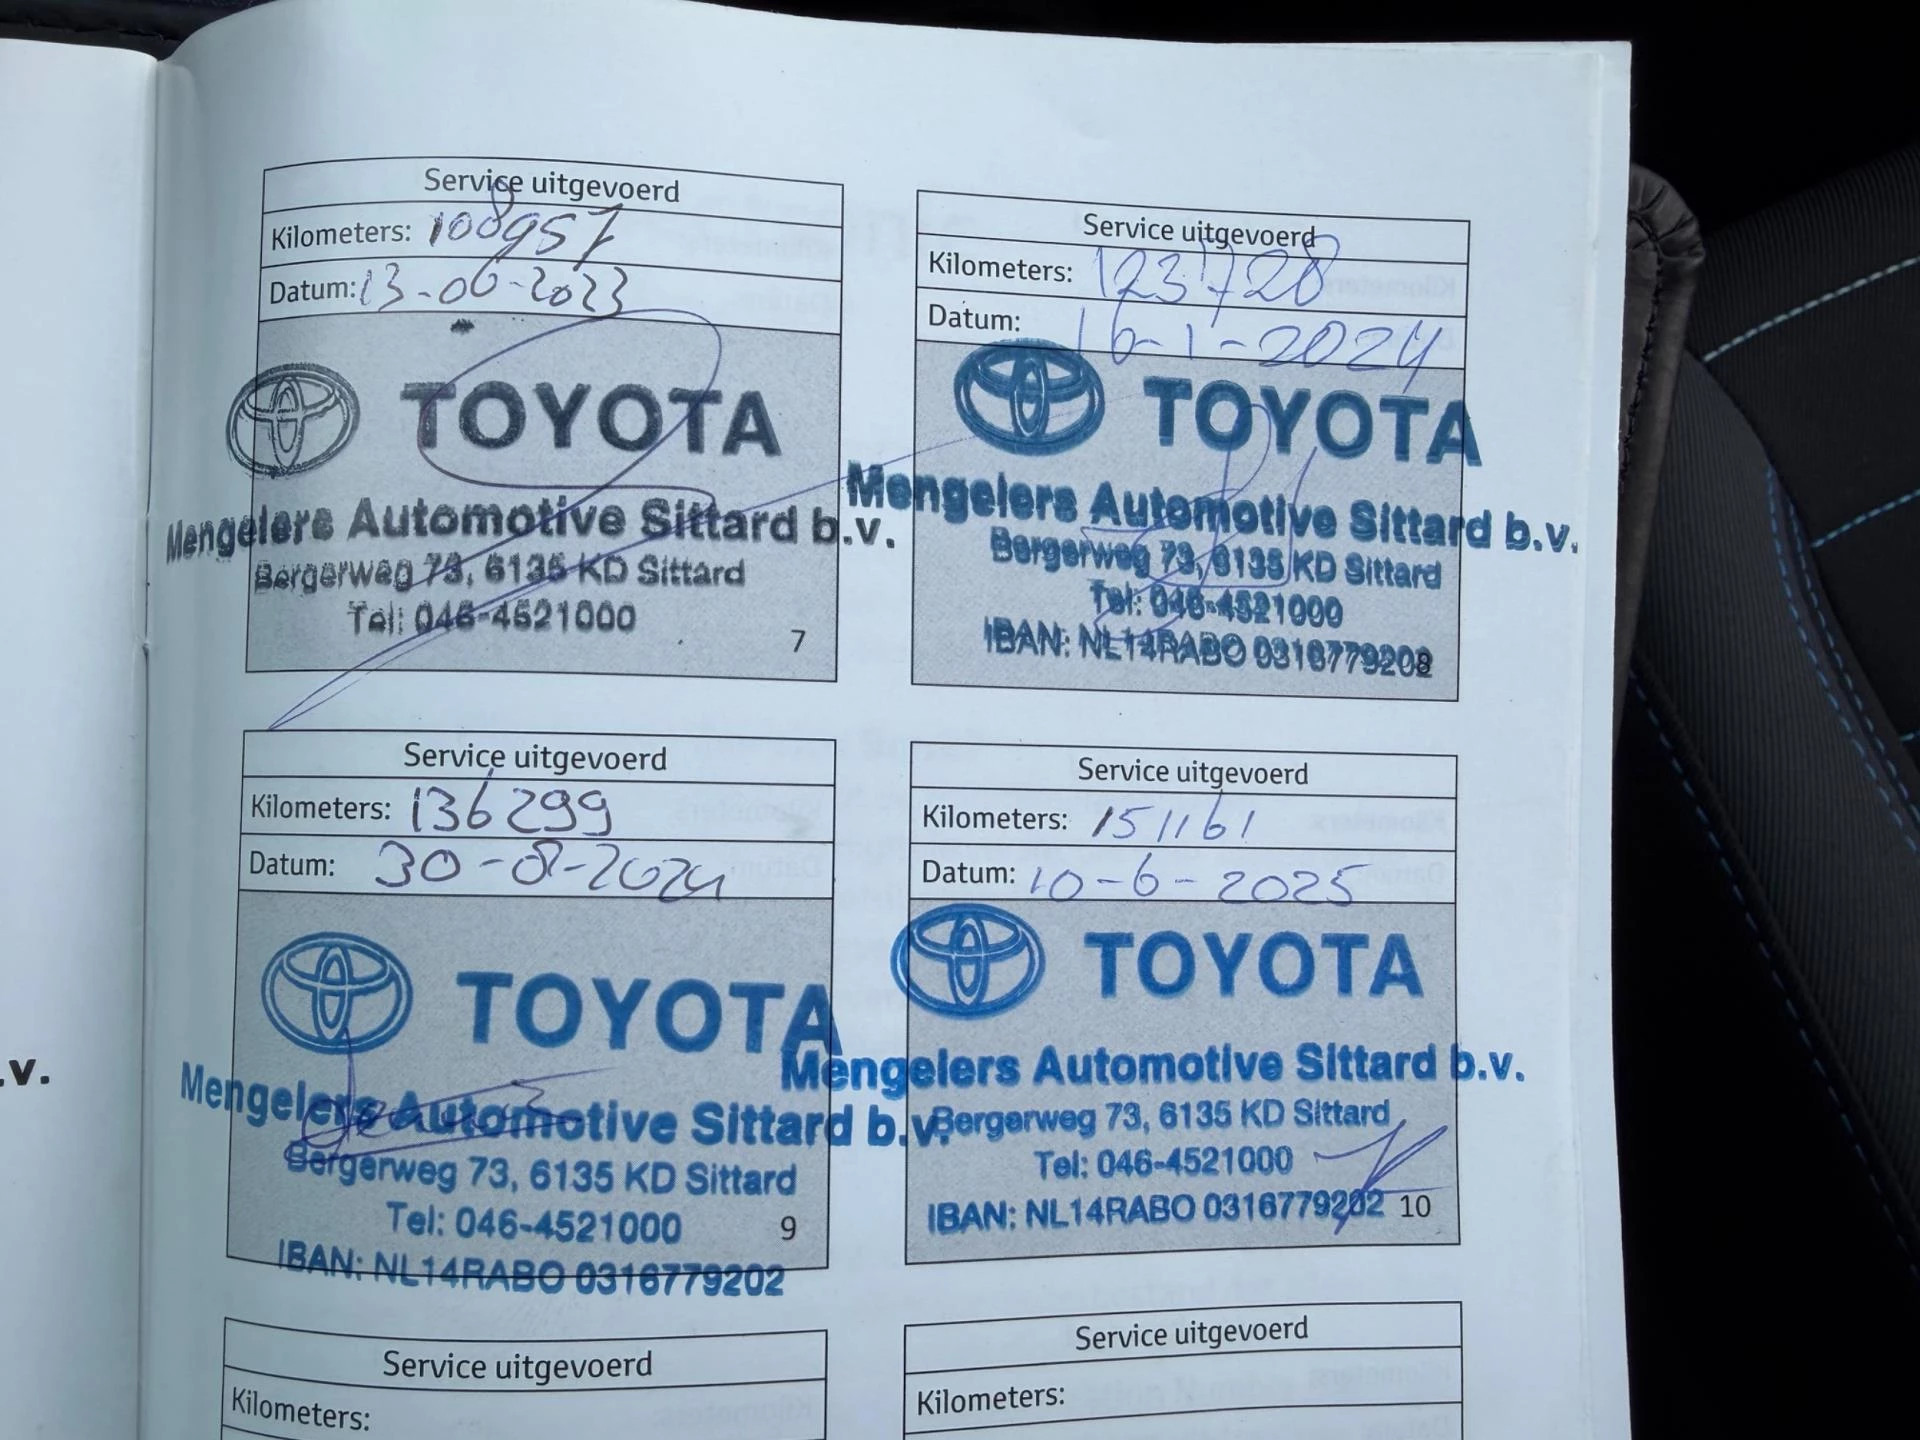 .v.
Service uitgevoerd
Kilometers: 108957
Datum: 13-06-2023
TOYOTA
Mengelers Automotive Sittard b.v.
Bergerweg 73, 6135 KD Sittard
Tel: 046-4521000
7
Service uitgevoerd
Kilometers: 123728
Datum: 16-1-2024
TOYOTA
Mengelers Automotive Sittard b.v.
Bergerweg 73, 6135 KD Sittard
Tel: 046-4521000
IBAN: NL14RABO 0316779202
8
Service uitgevoerd
Kilometers: 136299
Datum: 30-08-2024
TOYOTA
Mengelers Automotive Sittard b.v.
Bergerweg 73, 6135 KD Sittard
Tel: 046-4521000
9
IBAN: NL14RABO 0316779202
Service uitgevoerd
Kilometers: 151161
Datum: 10-6-2025
TOYOTA
Mengelers Automotive Sittard b.v.
Bergerweg 73, 6135 KD Sittard
Tel: 046-4521000
IBAN: NL14RABO 0316779202
10
Service uitgevoerd
Kilometers:
Service uitgevoerd
Kilometers: